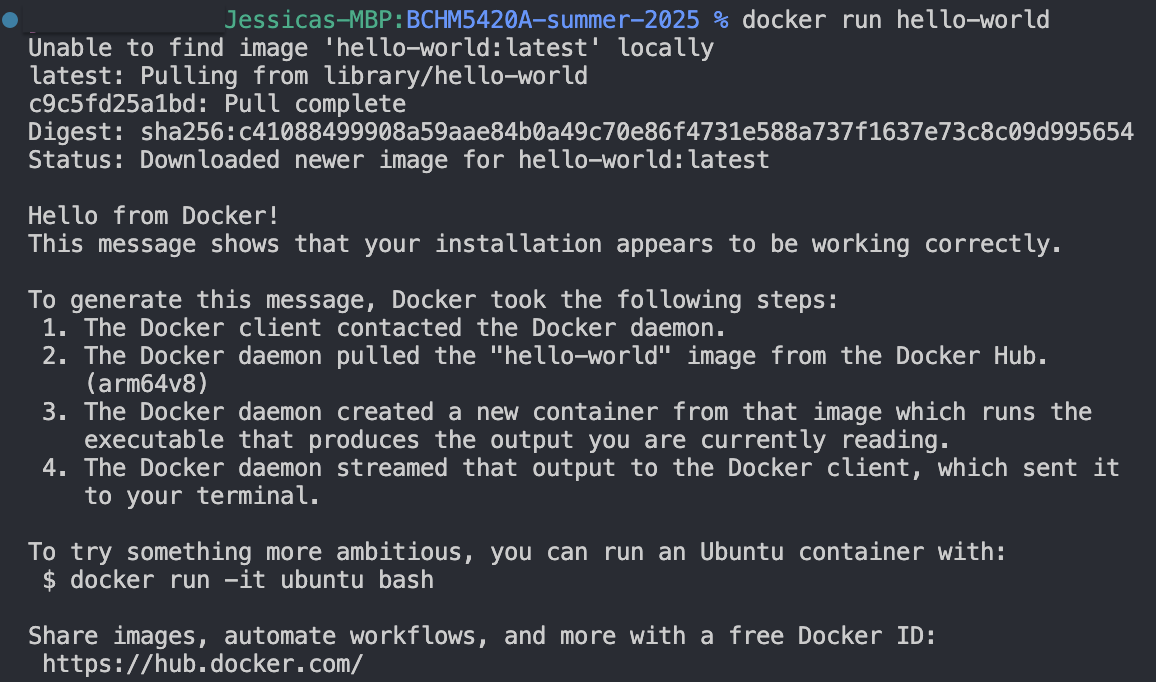 Jessicas-MBP:BCHM5420A-summer-2025 % docker run hello-world
Unable to find image 'hello-world:latest' locally
latest: Pulling from library/hello-world
c9c5fd25a1bd: Pull complete
Digest: sha256:c41088499908a59aae84b0a49c70e86f4731e588a737f1637e73c8c09d995654
Status: Downloaded newer image for hello-world:latest
Hello from Docker!
This message shows that your installation appears to be working correctly.
To generate this message, Docker took the following steps:
1. The Docker client contacted the Docker daemon.
2. The Docker daemon pulled the "hello-world" image from the Docker Hub.
(arm64v8)
3. The Docker daemon created a new container from that image which runs the
executable that produces the output you are currently reading.
4. The Docker daemon streamed that output to the Docker client, which sent it
to your terminal.
To try something more ambitious, you can run an Ubuntu container with:
$ docker run -it ubuntu bash
Share images, automate workflows, and more with a free Docker ID:
https://hub.docker.com/